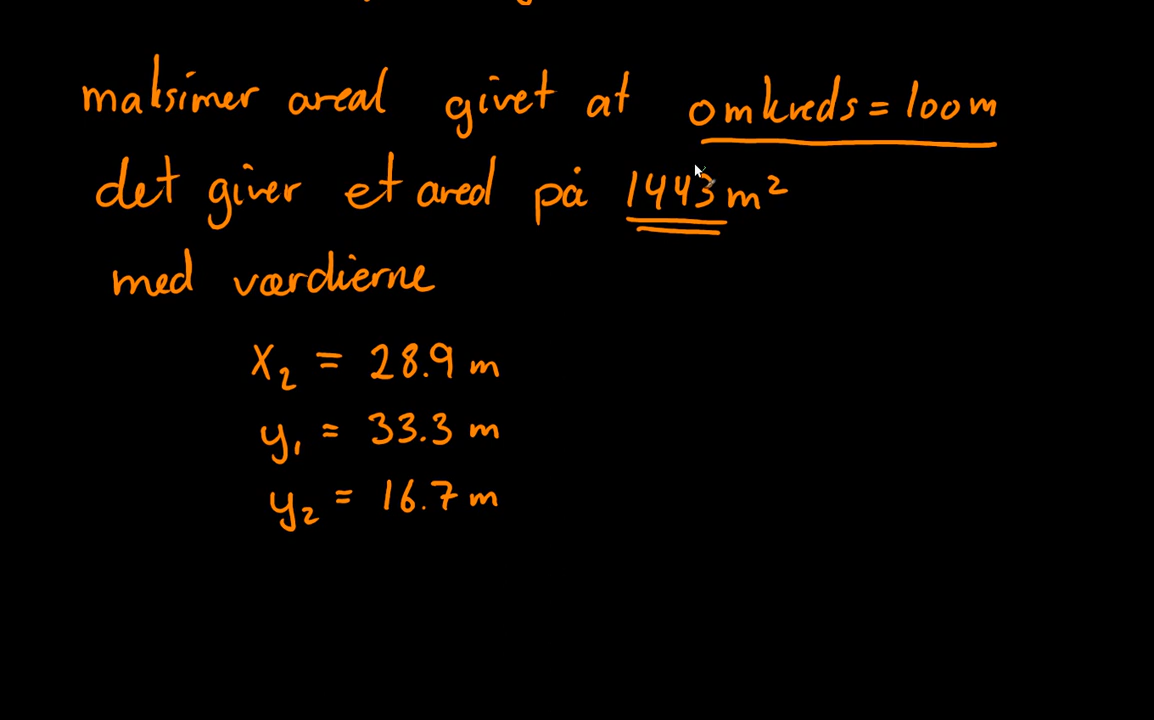 maksimer areal givet at omkreds = 100m
det giver et areal på 1443 m²
med værdierne
x₂ = 28.9 m
y₁ = 33.3 m
y₂ = 16.7 m